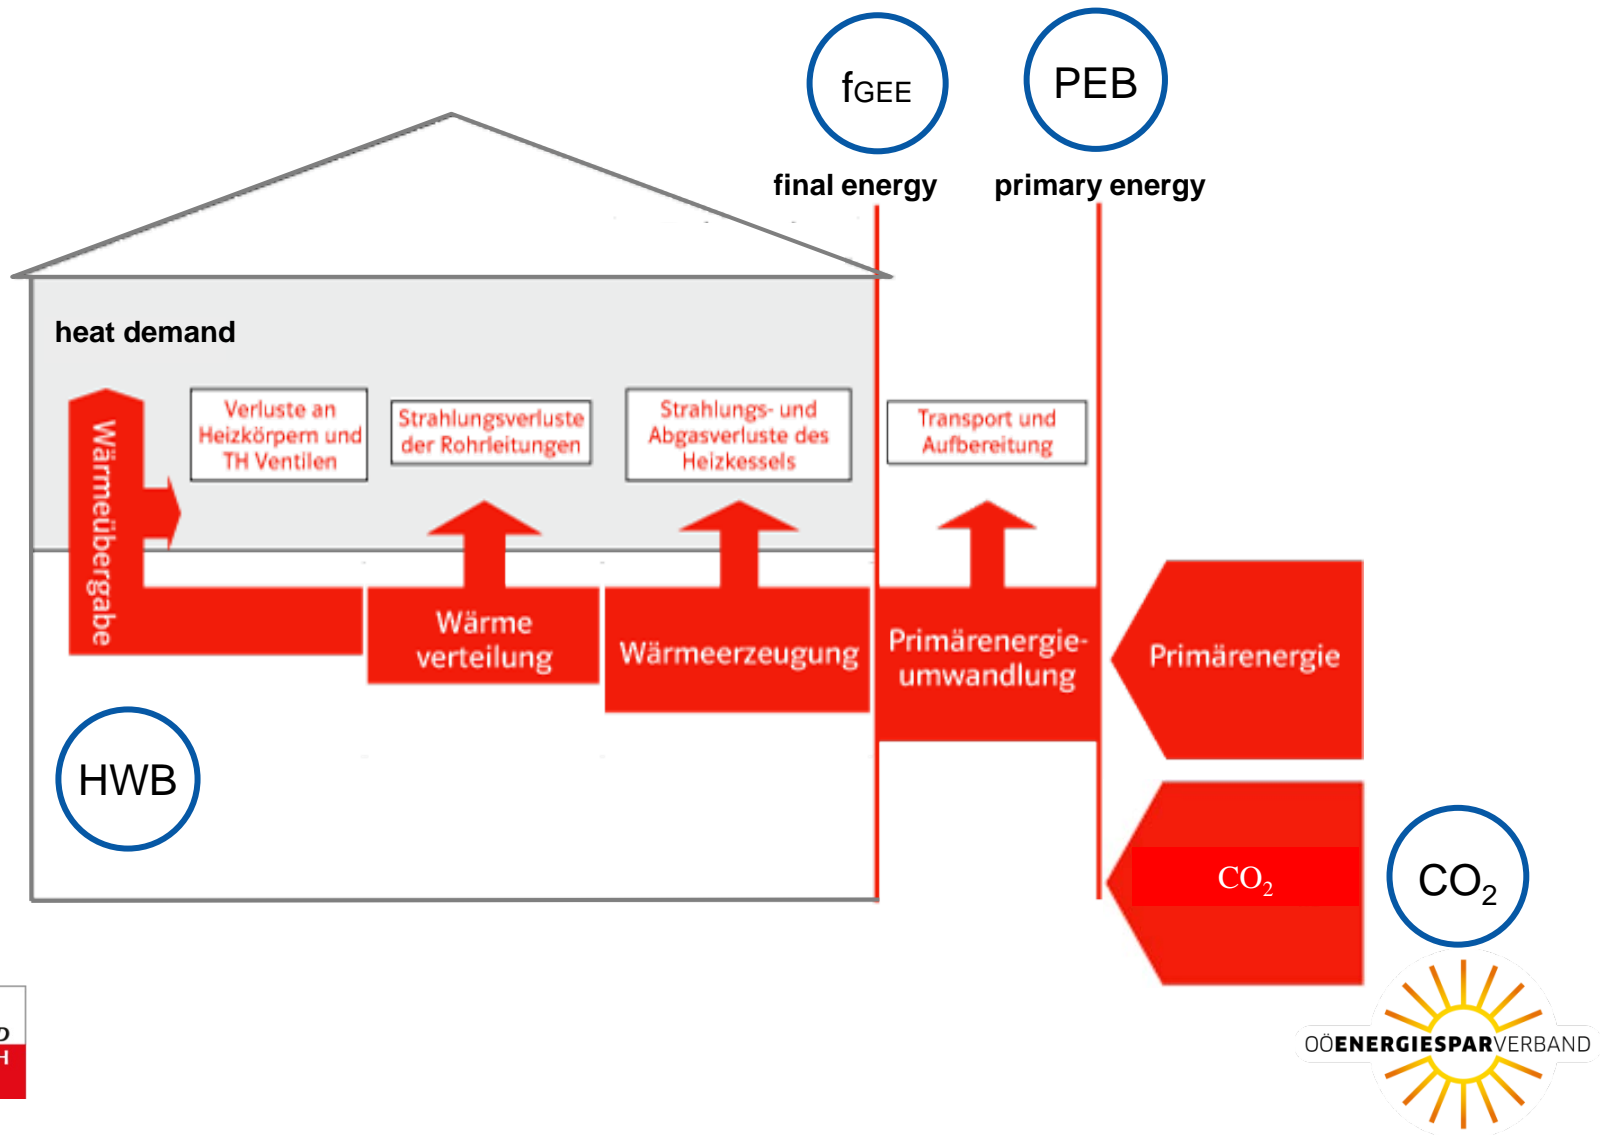 fGEE
PEB
final energy
primary energy
heat demand
Verluste an
Heizkörpern und
TH Ventilen
Strahlungsverluste
der Rohrleitungen
Strahlungs- und
Abgasverluste des
Heizkessels
Transport und
Aufbereitung
Wärmeübergabe
Wärme
verteilung
Wärmeerzeugung
Primärenergie-
umwandlung
Primärenergie
HWB
CO₂
CO₂
D
H
OÖENERGIESPARVERBAND